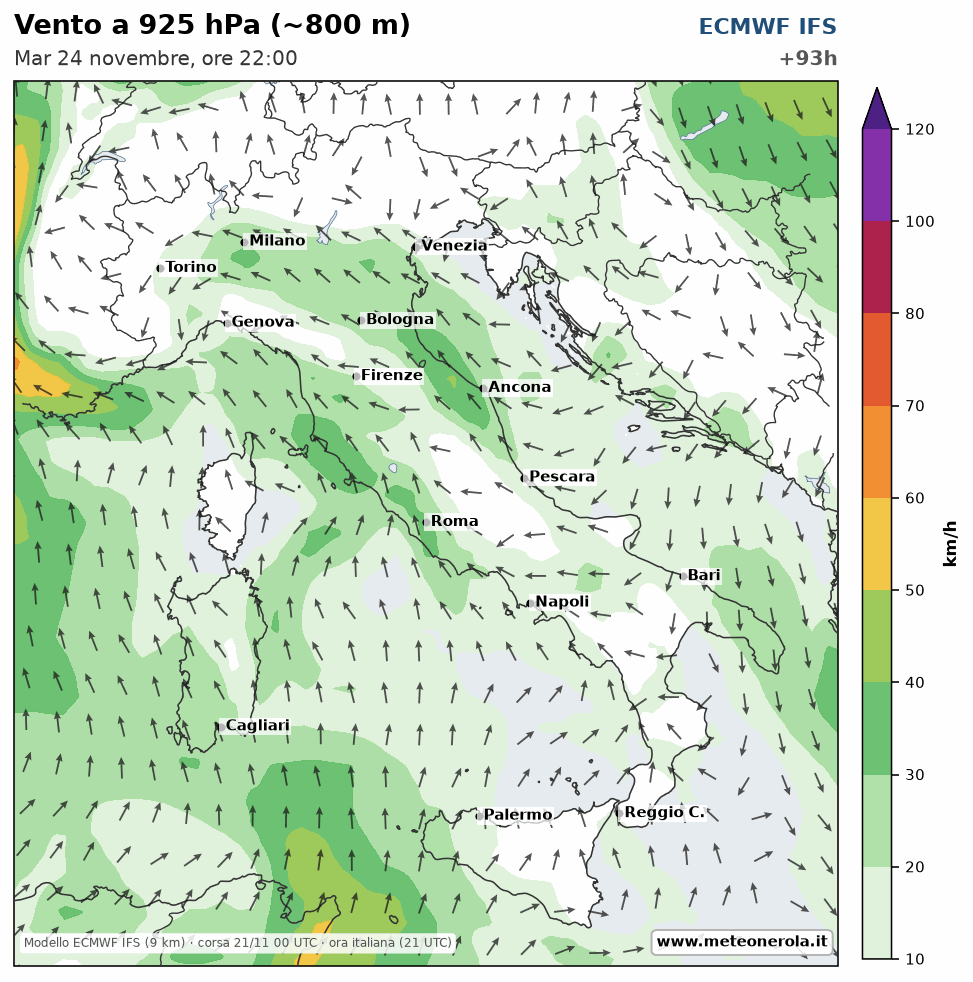 Vento a 925 hPa (~800 m)
ECMWF IFS
Mar 24 novembre, ore 22:00
+93h
Milano
Venezia
Torino
Genova
Bologna
Firenze
Ancona
Pescara
Roma
Bari
Napoli
Cagliari
Palermo
Reggio C.
120
100
80
70
60
50
40
30
20
10
km/h
Modello ECMWF IFS (9 km) · corsa 21/11 00 UTC · ora italiana (21 UTC)
www.meteonerola.it